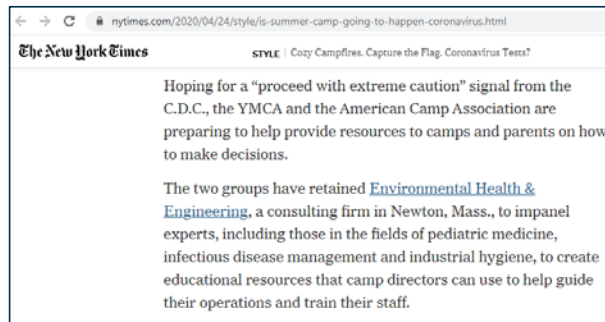 nytimes.com/2020/04/24/style/is-summer-camp-going-to-happen-coronavirus.html
The New York Times
STYLE | Cozy Campfires. Capture the Flag. Coronavirus Tests?
Hoping for a “proceed with extreme caution” signal from the
C.D.C., the YMCA and the American Camp Association are
preparing to help provide resources to camps and parents on how
to make decisions.
The two groups have retained Environmental Health &
Engineering, a consulting firm in Newton, Mass., to impanel
experts, including those in the fields of pediatric medicine,
infectious disease management and industrial hygiene, to create
educational resources that camp directors can use to help guide
their operations and train their staff.